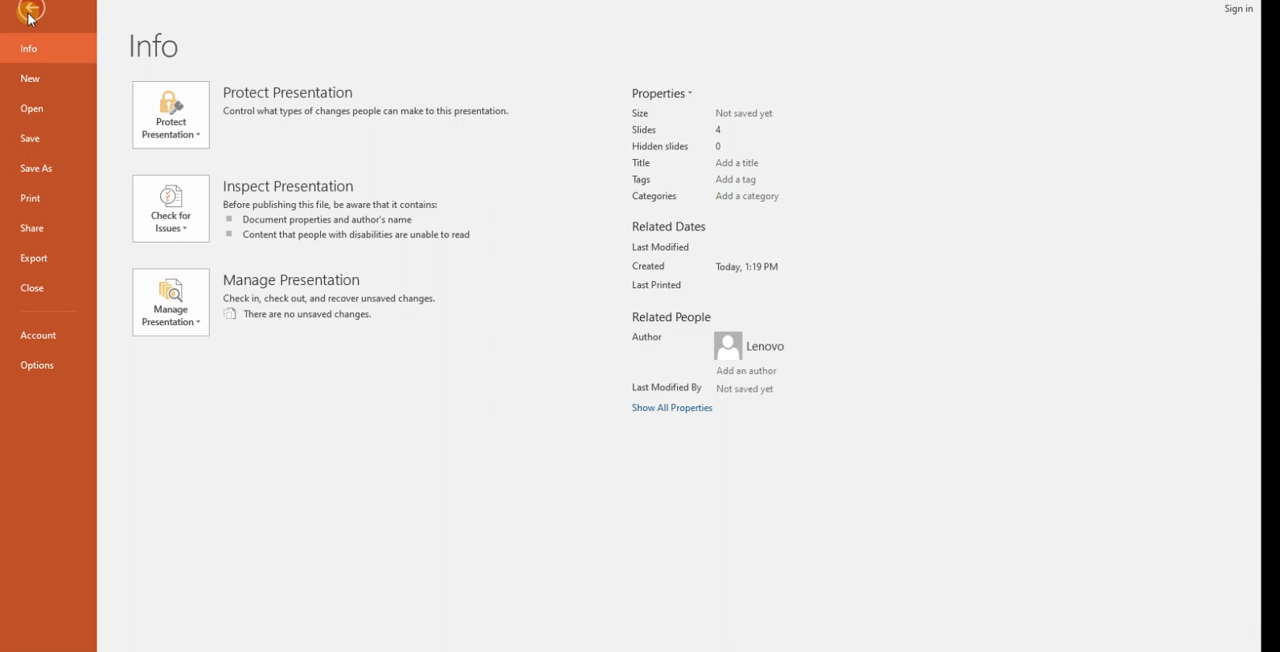 Sign in
Info
New
Open
Save
Save As
Print
Share
Export
Close
Account
Options
Info
Protect
Presentation
Protect Presentation
Control what types of changes people can make to this presentation.
Check for
Issues
Inspect Presentation
Before publishing this file, be aware that it contains:
Document properties and author's name
Content that people with disabilities are unable to read
Manage
Presentation
Manage Presentation
Check in, check out, and recover unsaved changes.
There are no unsaved changes.
Properties
Size Not saved yet
Slides 4
Hidden slides 0
Title Add a title
Tags Add a tag
Categories Add a category
Related Dates
Last Modified
Created Today, 1:19 PM
Last Printed
Related People
Author Lenovo
Add an author
Last Modified By Not saved yet
Show All Properties